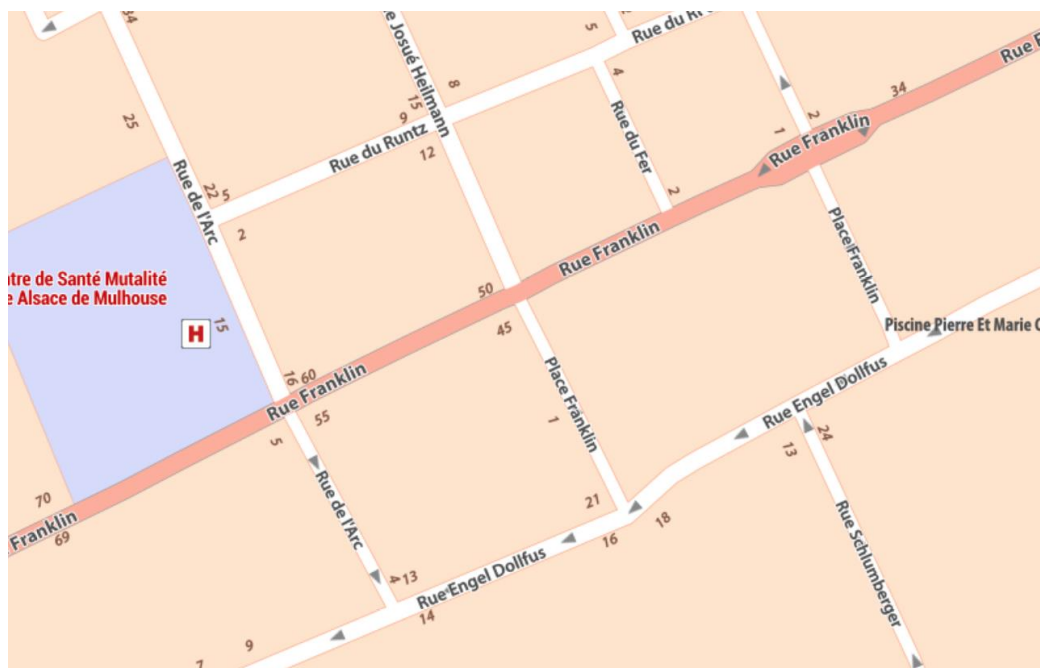 34
Josué Heilmann
5
Rue du
Rue
34
8
15
9
4
25
Rue du Runtz
12
Rue du Fer
2
1
Rue Franklin
Rue de l'Arc
22
5
2
2
Place Franklin
Rue Franklin
ntre de Santé Mutalité
e Alsace de Mulhouse
H
15
50
45
Piscine Pierre Et Marie C
16
60
Rue Franklin
55
5
Place Franklin
1
Rue Engel Dollfus
24
13
70
69
Franklin
Rue de l'Arc
21
18
16
Rue Schlumberger
4
13
Rue Engel Dollfus
14
9
7